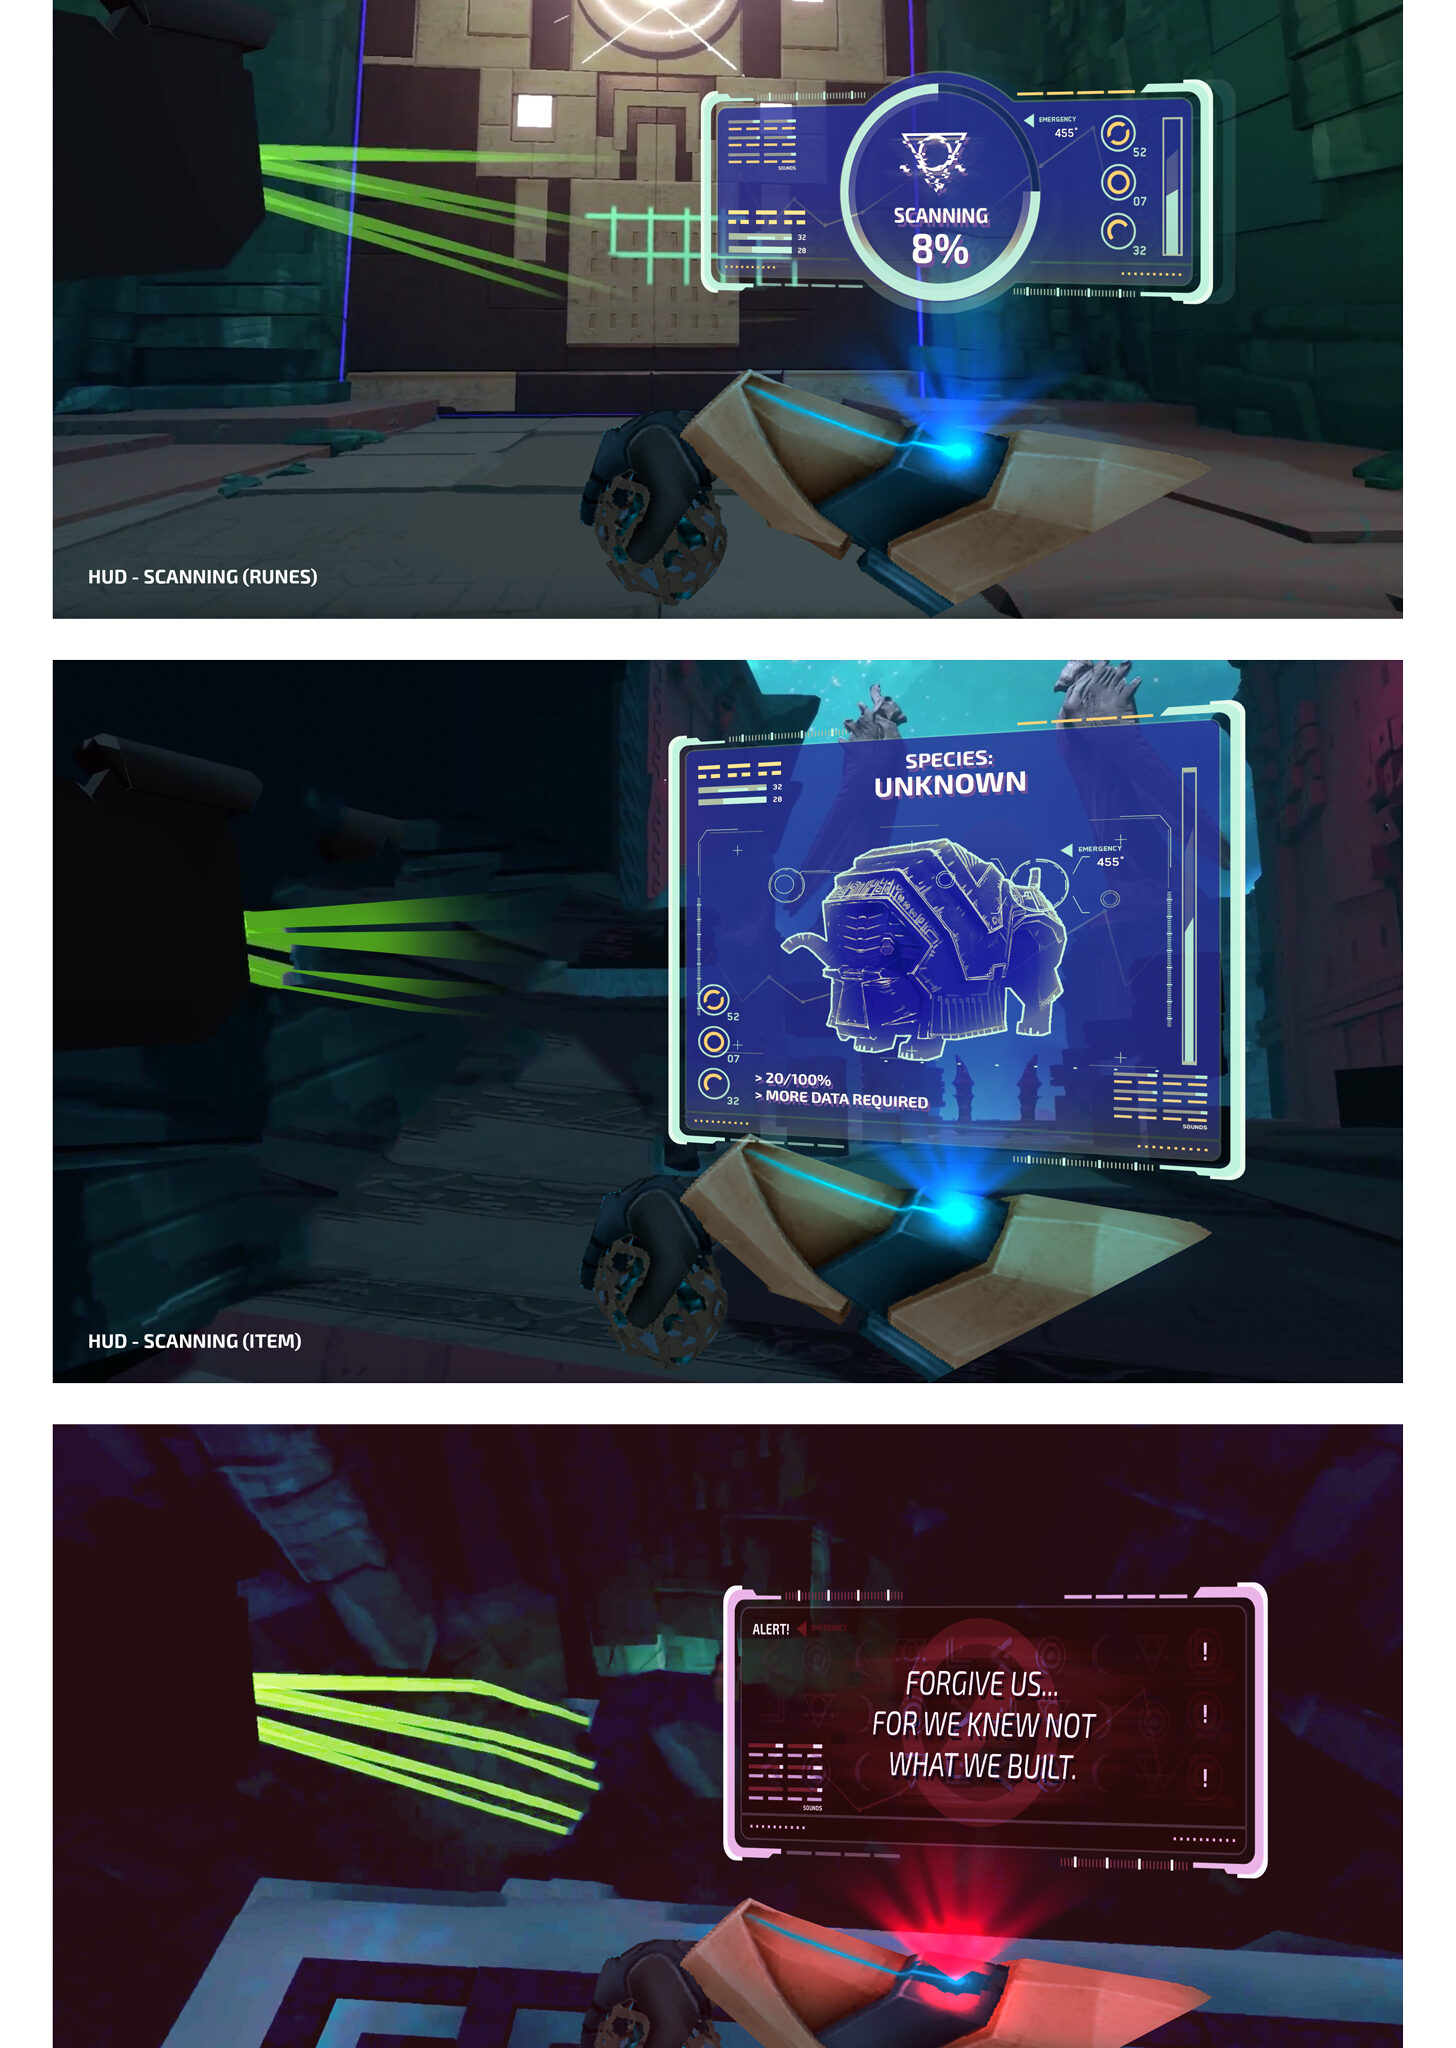 EMERGENCY
455°
52
SOUNDS
07
SCANNING
32
28
8%
32
HUD - SCANNING (RUNES)
SPECIES:
UNKNOWN
32
28
EMERGENCY
455°
52
07
32
> 20/100%
> MORE DATA REQUIRED
SOUNDS
HUD - SCANNING (ITEM)
ALERT!
EMERGENCY
!
FORGIVE US...
FOR WE KNEW NOT
!
WHAT WE BUILT.
!
SOUNDS